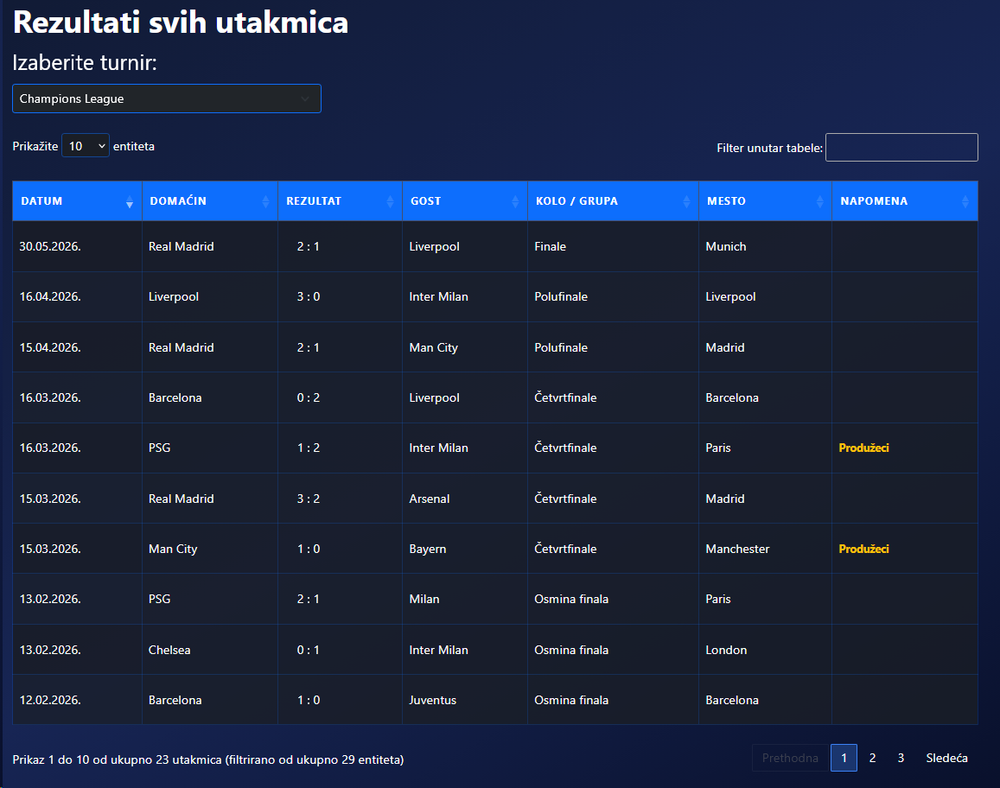 Rezultati svih utakmica
Izaberite turnir:
Champions League
Prikažite 10 entiteta
Filter unutar tabele:
DATUM DOMAĆIN REZULTAT GOST KOLO / GRUPA MESTO NAPOMENA
30.05.2026. Real Madrid 2 : 1 Liverpool Finale Munich
16.04.2026. Liverpool 3 : 0 Inter Milan Polufinale Liverpool
15.04.2026. Real Madrid 2 : 1 Man City Polufinale Madrid
16.03.2026. Barcelona 0 : 2 Liverpool Četvrtfinale Barcelona
16.03.2026. PSG 1 : 2 Inter Milan Četvrtfinale Paris Produžeci
15.03.2026. Real Madrid 3 : 2 Arsenal Četvrtfinale Madrid
15.03.2026. Man City 1 : 0 Bayern Četvrtfinale Manchester Produžeci
13.02.2026. PSG 2 : 1 Milan Osmina finala Paris
13.02.2026. Chelsea 0 : 1 Inter Milan Osmina finala London
12.02.2026. Barcelona 1 : 0 Juventus Osmina finala Barcelona
Prikaz 1 do 10 od ukupno 23 utakmica (filtrirano od ukupno 29 entiteta)
Prethodna 1 2 3 Sledeća